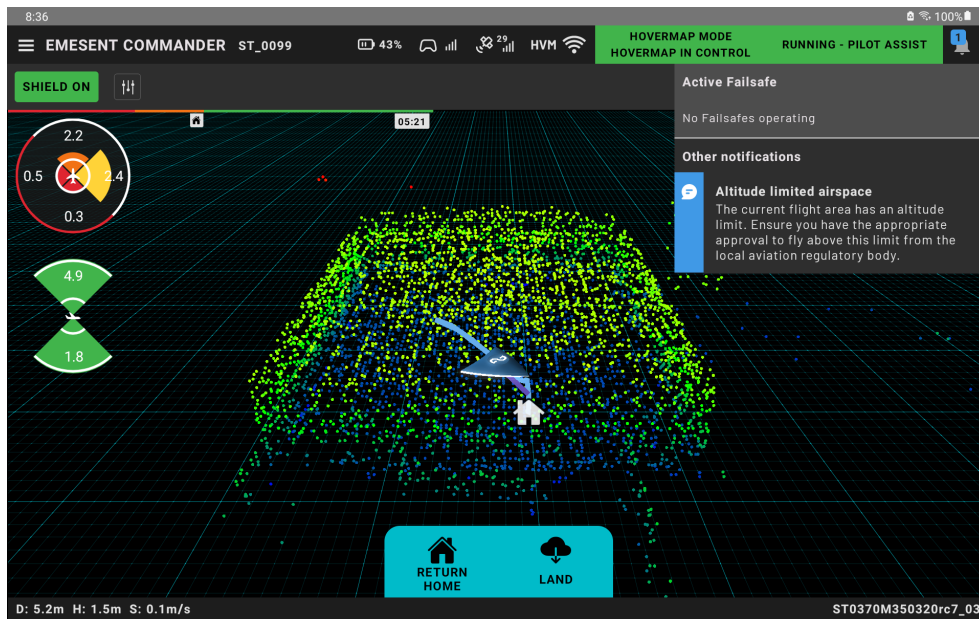 8:36
100%
EMESENT COMMANDER ST_0099
43%
29
HVM
HOVERMAP MODE
HOVERMAP IN CONTROL
RUNNING - PILOT ASSIST
1
SHIELD ON
Active Failsafe
No Failsafes operating
Other notifications
Altitude limited airspace
The current flight area has an altitude
limit. Ensure you have the appropriate
approval to fly above this limit from the
local aviation regulatory body.
05:21
2.2
0.5
2.4
0.3
4.9
1.8
RETURN
HOME
LAND
D: 5.2m H: 1.5m S: 0.1m/s
ST0370M350320rc7_03